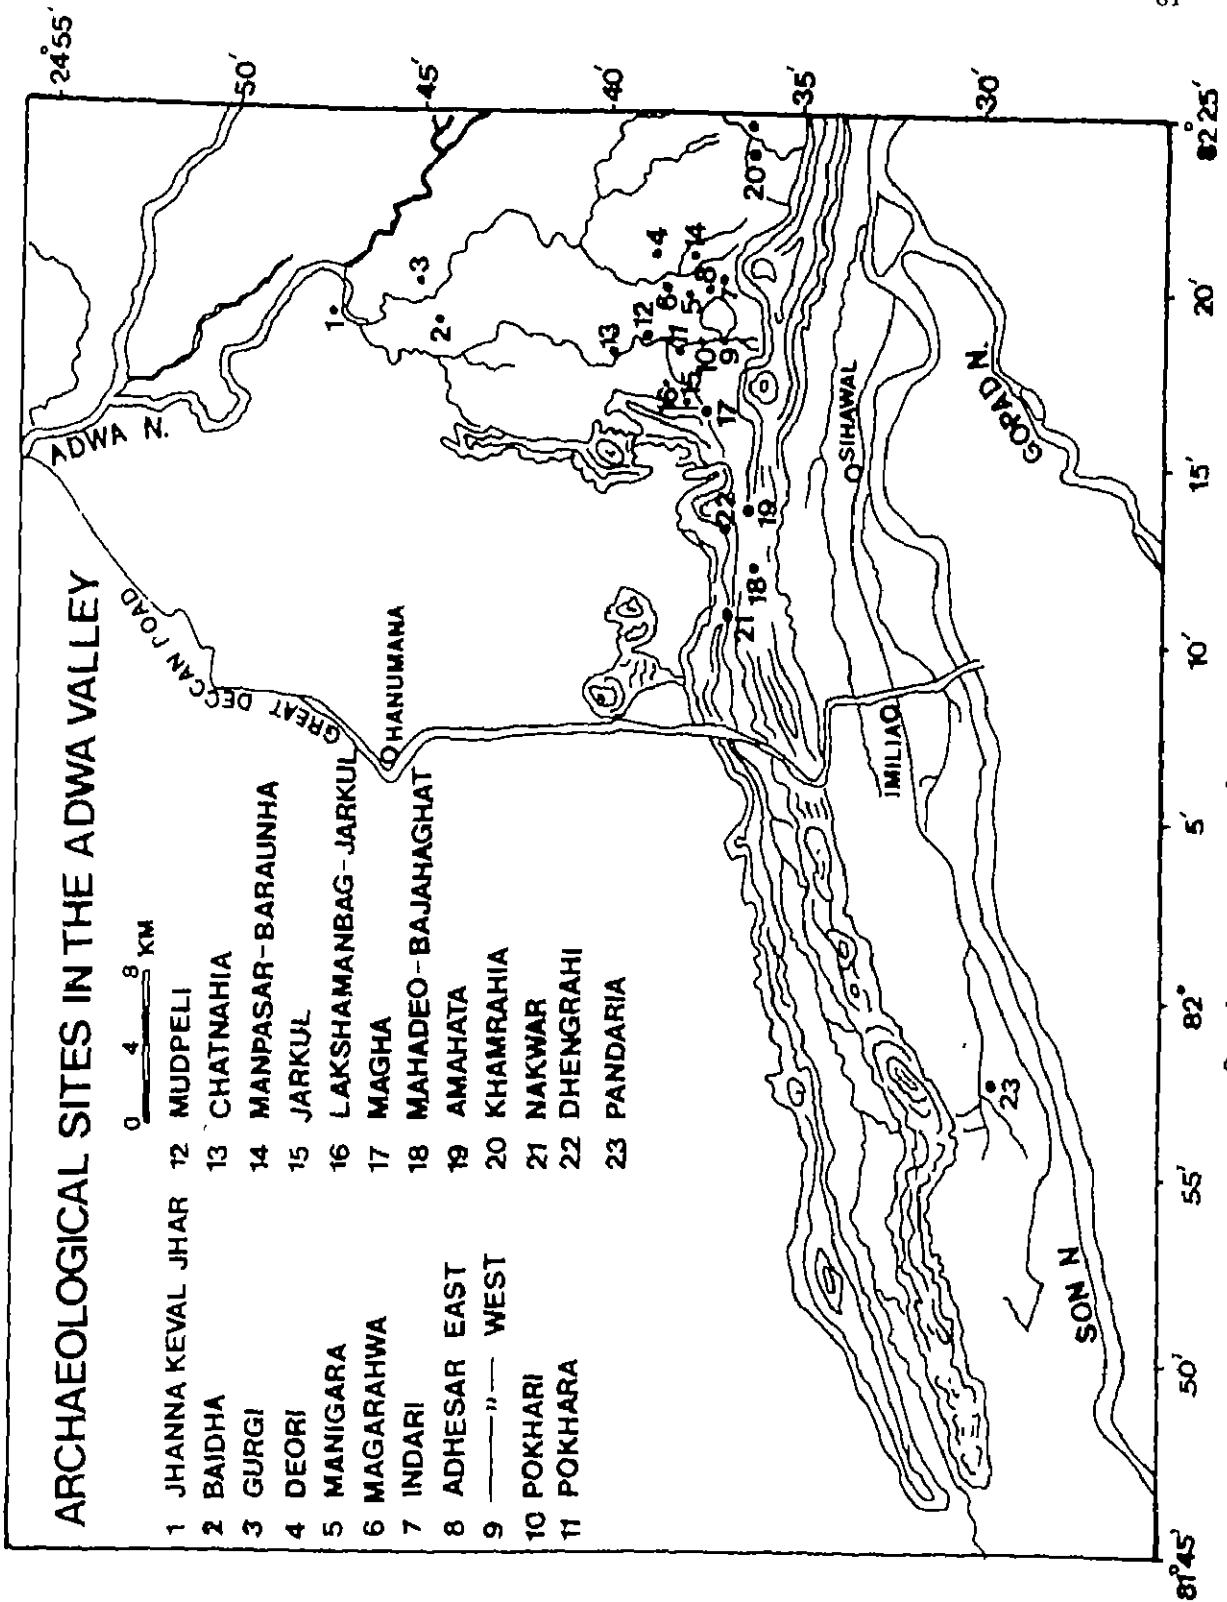 ARCHAEOLOGICAL SITES IN THE ADWA VALLEY
0 4 8 KM
1 JHANNA KEVAL JHAR
2 BAIDHA
3 GURGI
4 DEORI
5 MANIGARA
6 MAGARAHWA
7 INDARI
8 ADHESAR EAST
9 ——„— WEST
10 POKHARI
11 POKHARA
12 MUDPELI
13 CHATNAHIA
14 MANPASAR-BARAUNHA
15 JARKUL
16 LAKSHAMANBAG-JARKUL
17 MAGHA
18 MAHADEO-BAJAHAGHAT
19 AMAHATA
20 KHAMRAHIA
21 NAKWAR
22 DHENGRAHI
23 PANDARIA
GREAT DECCAN ROAD
ADWA N.
HANUMANA
1
2
3
4
14
6
5
8
7
12
13
11
10
9
16
15
17
20
22
19
18
21
SIHAWAL
GOPAD N.
IMILIA
23
SON N
24°55'
50'
45'
40'
35'
30'
81°45'
50'
55'
82°
5'
10'
15'
20'
82°25'